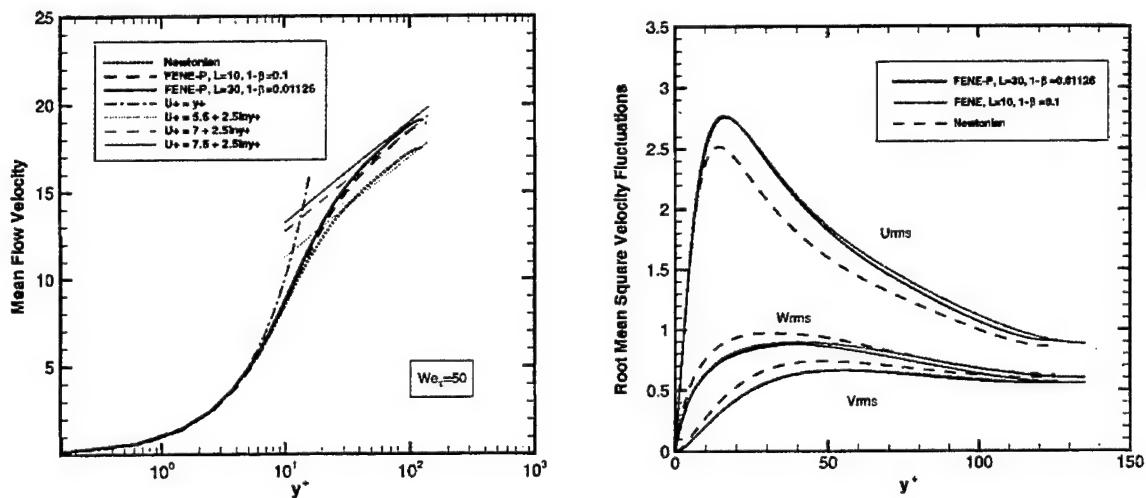 25
20
15
10
5
0
Mean Flow Velocity
Newtonian
FENE-P, L=10, 1-β=0.1
FENE-P, L=30, 1-β=0.01125
U+ = y+
U+ = 5.5 + 2.5lny+
U+ = 7 + 2.5lny+
U+ = 7.5 + 2.5lny+
Weτ=50
10⁰
10¹
10²
10³
y⁺
3.5
3
2.5
2
1.5
1
0.5
0
Root Mean Square Velocity Fluctuations
FENE-P, L=30, 1-β=0.01125
FENE, L=10, 1-β=0.1
Newtonian
Urms
Wrms
Vrms
0
50
100
150
y⁺